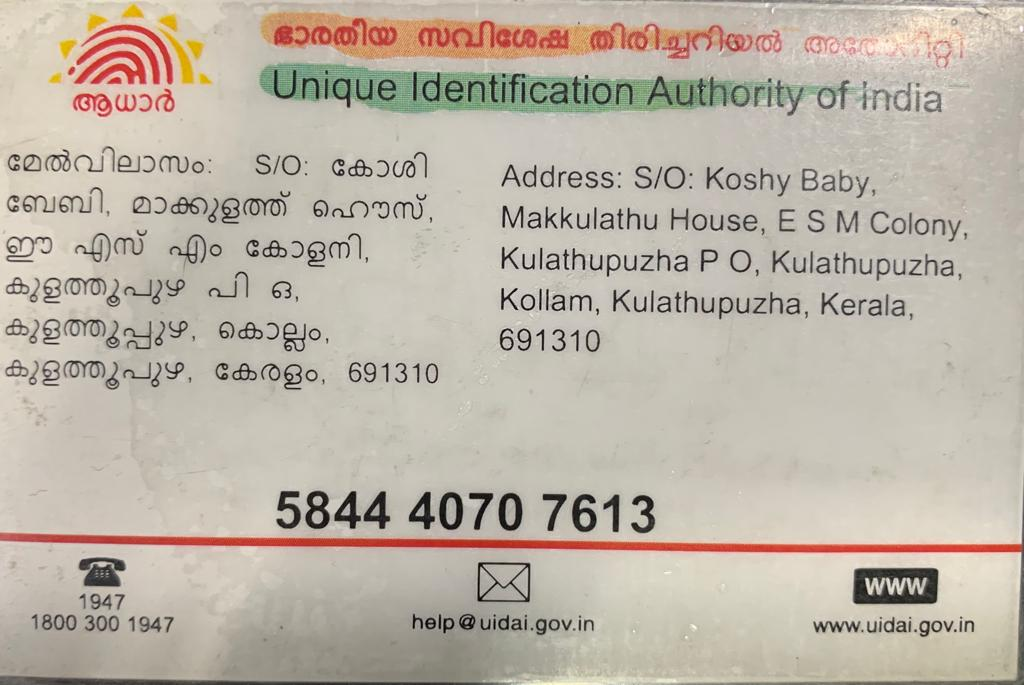 ആധാർ
ഭാരതീയ സവിശേഷ തിരിച്ചറിയൽ അതോറിറ്റി
Unique Identification Authority of India
മേൽവിലാസം: S/O: കോശി
ബേബി, മാക്കുളത്ത് ഹൌസ്,
ഈ എസ് എം കോളനി,
കുളത്തൂപുഴ പി ഒ,
കുളത്തൂപ്പുഴ, കൊല്ലം,
കുളത്തൂപുഴ, കേരളം, 691310
Address: S/O: Koshy Baby,
Makkulathu House, E S M Colony,
Kulathupuzha P O, Kulathupuzha,
Kollam, Kulathupuzha, Kerala,
691310
5844 4070 7613
1947
1800 300 1947
help@uidai.gov.in
www
www.uidai.gov.in